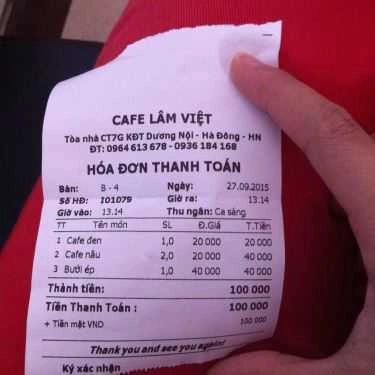 CAFE LÂM VIỆT
Tòa nhà CT7G KĐT Dương Nội - Hà Đông - HN
ĐT: 0964 613 678 - 0936 184 168
HÓA ĐƠN THANH TOÁN
Bàn: B - 4 Ngày: 27.09.2015
Số HĐ: 101079 Giờ ra: 13.14
Giờ vào: 13.14 Thu ngân: Ca sáng
TT Tên món SL Đ.Giá T.Tiền
1 Cafe đen 1,0 20 000 20 000
2 Cafe nâu 2,0 20 000 40 000
3 Bưởi ép 1,0 40 000 40 000
Thành tiền: 100 000
Tiền Thanh Toán : 100 000
+ Tiền mặt VND 100 000
Thank you and see you again!
Ký xác nhận